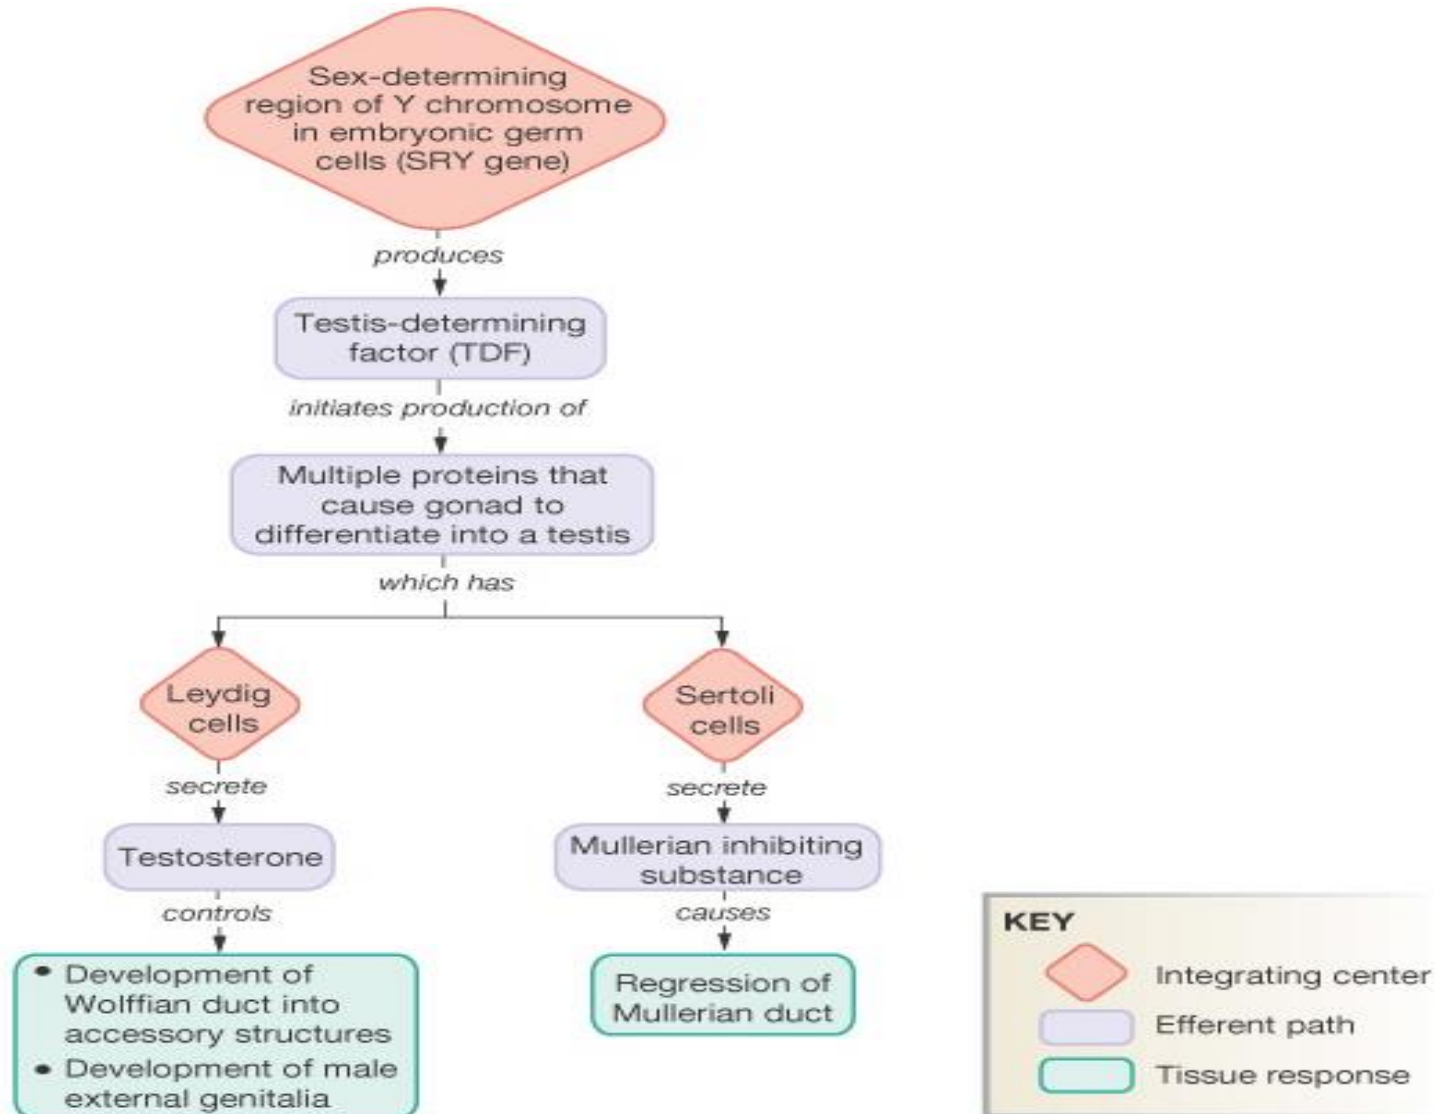 Sex-determining
region of Y chromosome
in embryonic germ
cells (SRY gene)
produces
Testis-determining
factor (TDF)
initiates production of
Multiple proteins that
cause gonad to
differentiate into a testis
which has
Leydig
cells
secrete
Testosterone
controls
• Development of
Wolffian duct into
accessory structures
• Development of male
external genitalia
Sertoli
cells
secrete
Mullerian inhibiting
substance
causes
Regression of
Mullerian duct
KEY
Integrating center
Efferent path
Tissue response